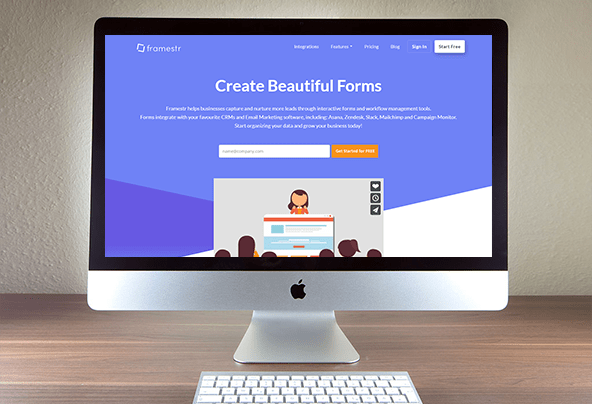 framestr
Integrations Features Pricing Blog Sign In Start Free
Create Beautiful Forms
Framestr helps businesses capture and nurture more leads through interactive forms and workflow management tools.
Forms integrate with your favourite CRMs and Email Marketing software, including: Asana, Zendesk, Slack, Mailchimp and Campaign Monitor.
Start organizing your data and grow your business today!
name@company.com Get Started for FREE